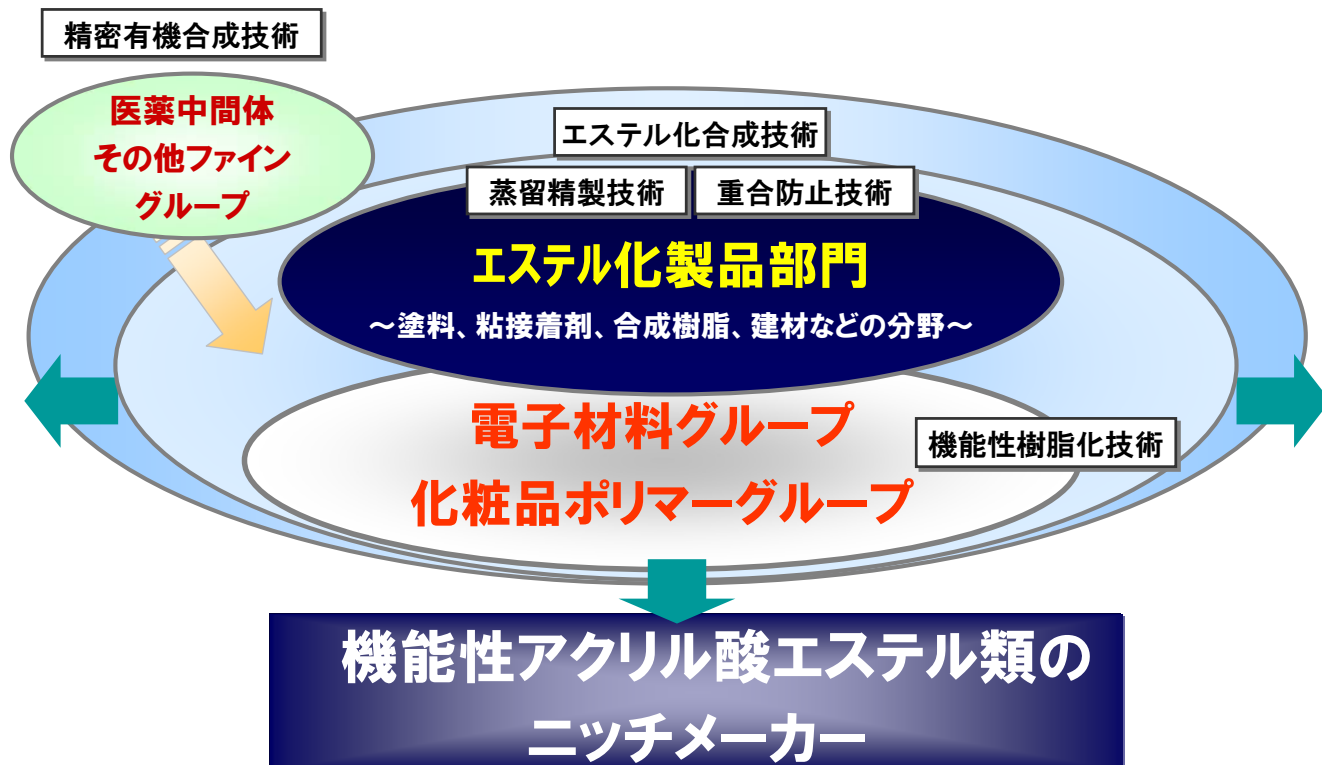 精密有機合成技術
医薬中間体
その他ファイン
グループ
エステル化合成技術
蒸留精製技術
重合防止技術
エステル化製品部門
～塗料、粘接着剤、合成樹脂、建材などの分野～
電子材料グループ
機能性樹脂化技術
化粧品ポリマーグループ
機能性アクリル酸エステル類の
ニッチメーカー